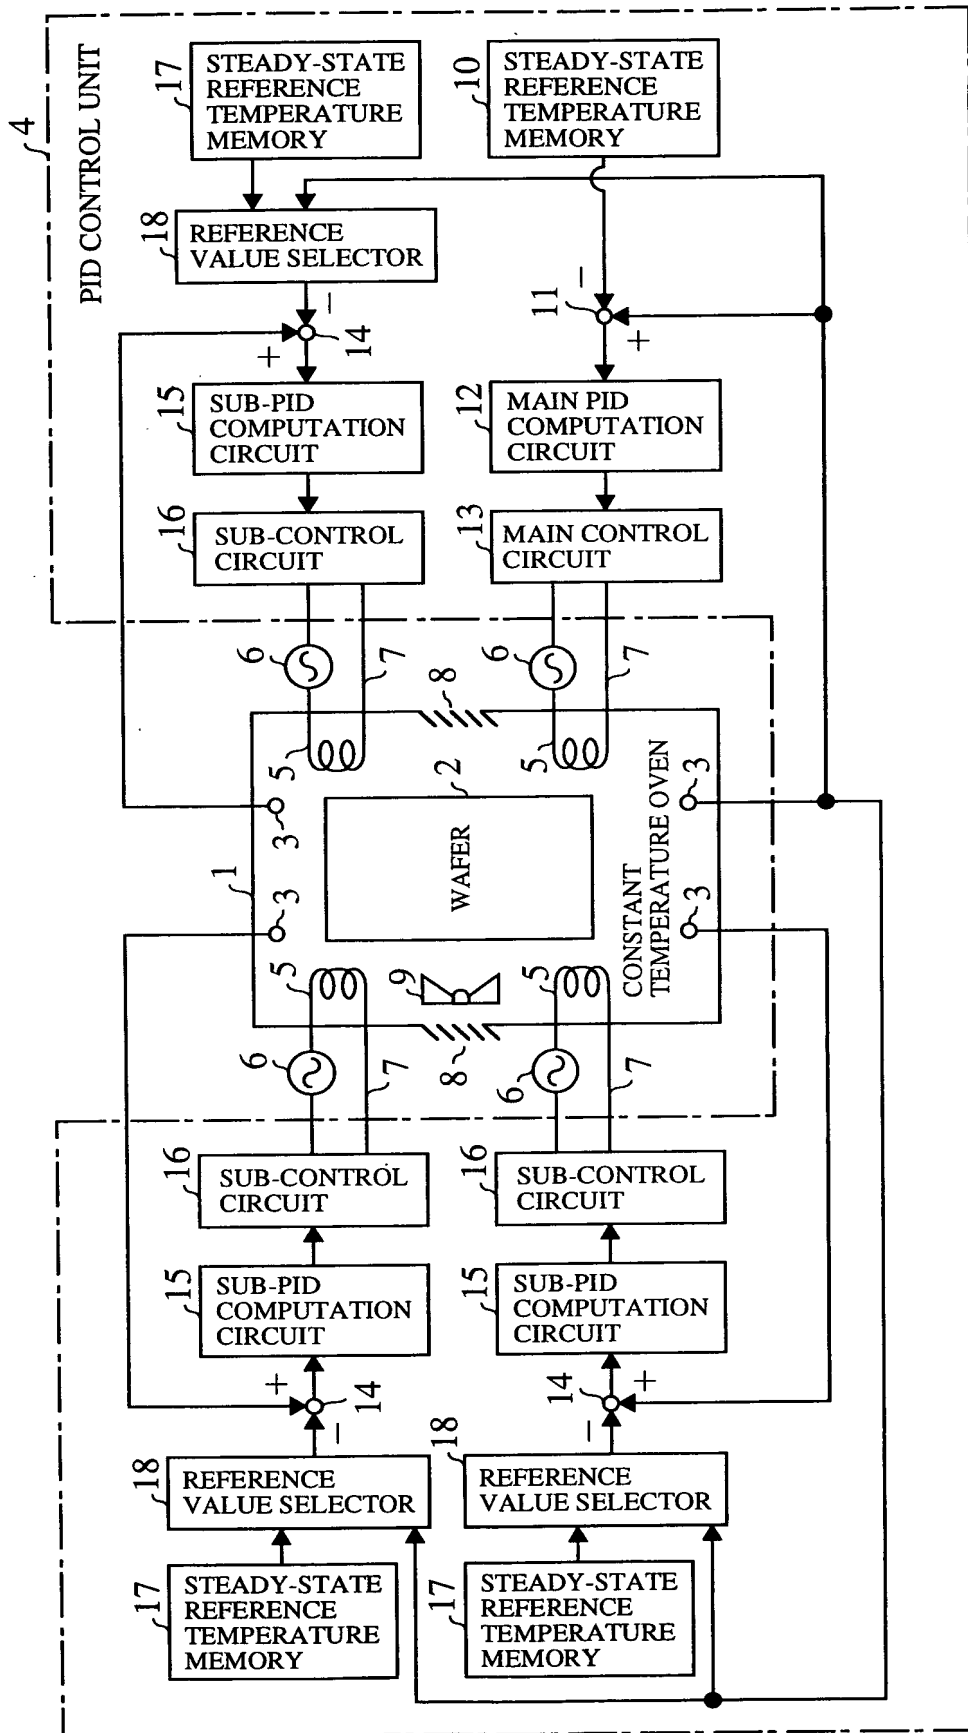 4
PID CONTROL UNIT
17
STEADY-STATE
REFERENCE
TEMPERATURE
MEMORY
10
STEADY-STATE
REFERENCE
TEMPERATURE
MEMORY
18
REFERENCE
VALUE SELECTOR
−
14
+
11
−
+
15
SUB-PID
COMPUTATION
CIRCUIT
12
MAIN PID
COMPUTATION
CIRCUIT
16
SUB-CONTROL
CIRCUIT
13
MAIN CONTROL
CIRCUIT
6
7
6
7
5
8
5
3
3
1
2
WAFER
3
3
CONSTANT
TEMPERATURE OVEN
5
9
5
8
6
7
6
7
16
SUB-CONTROL
CIRCUIT
16
SUB-CONTROL
CIRCUIT
15
SUB-PID
COMPUTATION
CIRCUIT
15
SUB-PID
COMPUTATION
CIRCUIT
+
14
−
14
+
−
18
REFERENCE
VALUE SELECTOR
18
REFERENCE
VALUE SELECTOR
17
STEADY-STATE
REFERENCE
TEMPERATURE
MEMORY
17
STEADY-STATE
REFERENCE
TEMPERATURE
MEMORY